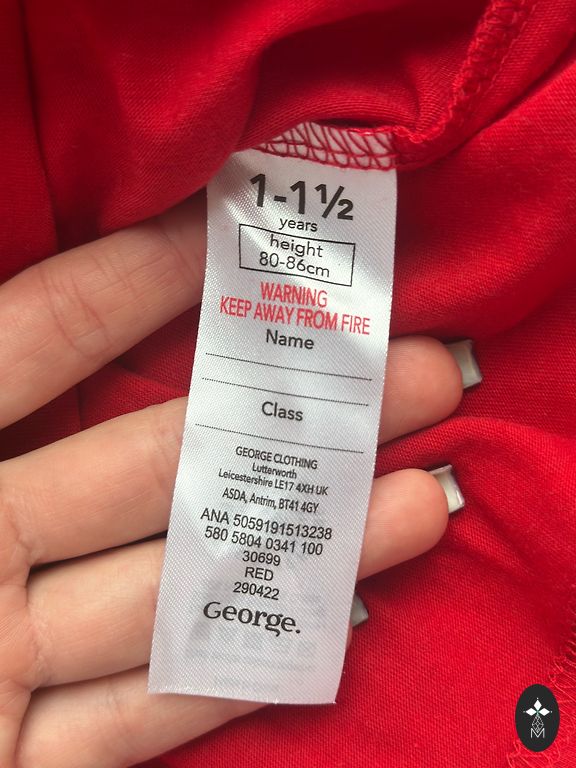 1-1½
years
height
80-86cm
WARNING
KEEP AWAY FROM FIRE
Name
Class
GEORGE CLOTHING
Lutterworth
Leicestershire LE17 4XH UK
ASDA, Antrim, BT41 4GY
ANA 5059191513238
580 5804 0341 100
30699
RED
290422
George.
M